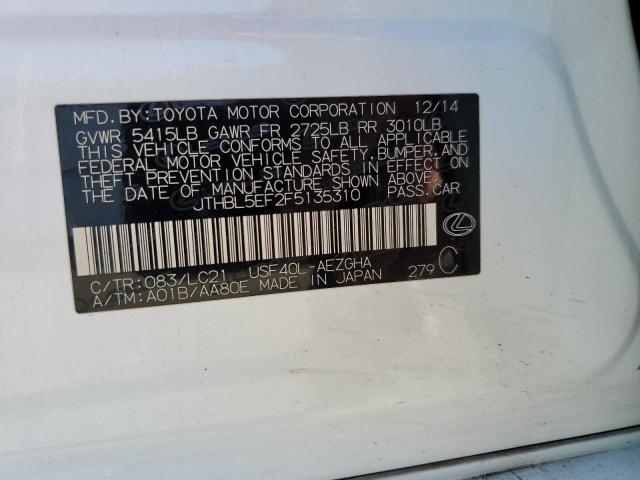 MFD. BY: TOYOTA MOTOR CORPORATION 12/14
GVWR 5415LB GAWR FR 2725LB RR 3010LB
THIS VEHICLE CONFORMS TO ALL APPLICABLE
FEDERAL MOTOR VEHICLE SAFETY, BUMPER, AND
THEFT PREVENTION STANDARDS IN EFFECT ON
THE DATE OF MANUFACTURE SHOWN ABOVE.
JTHBL5EF2F5135310 PASS.CAR
C/TR: 083/LC21 USF40L-AEZGHA
A/TM: A01B/AA80E MADE IN JAPAN 279 C